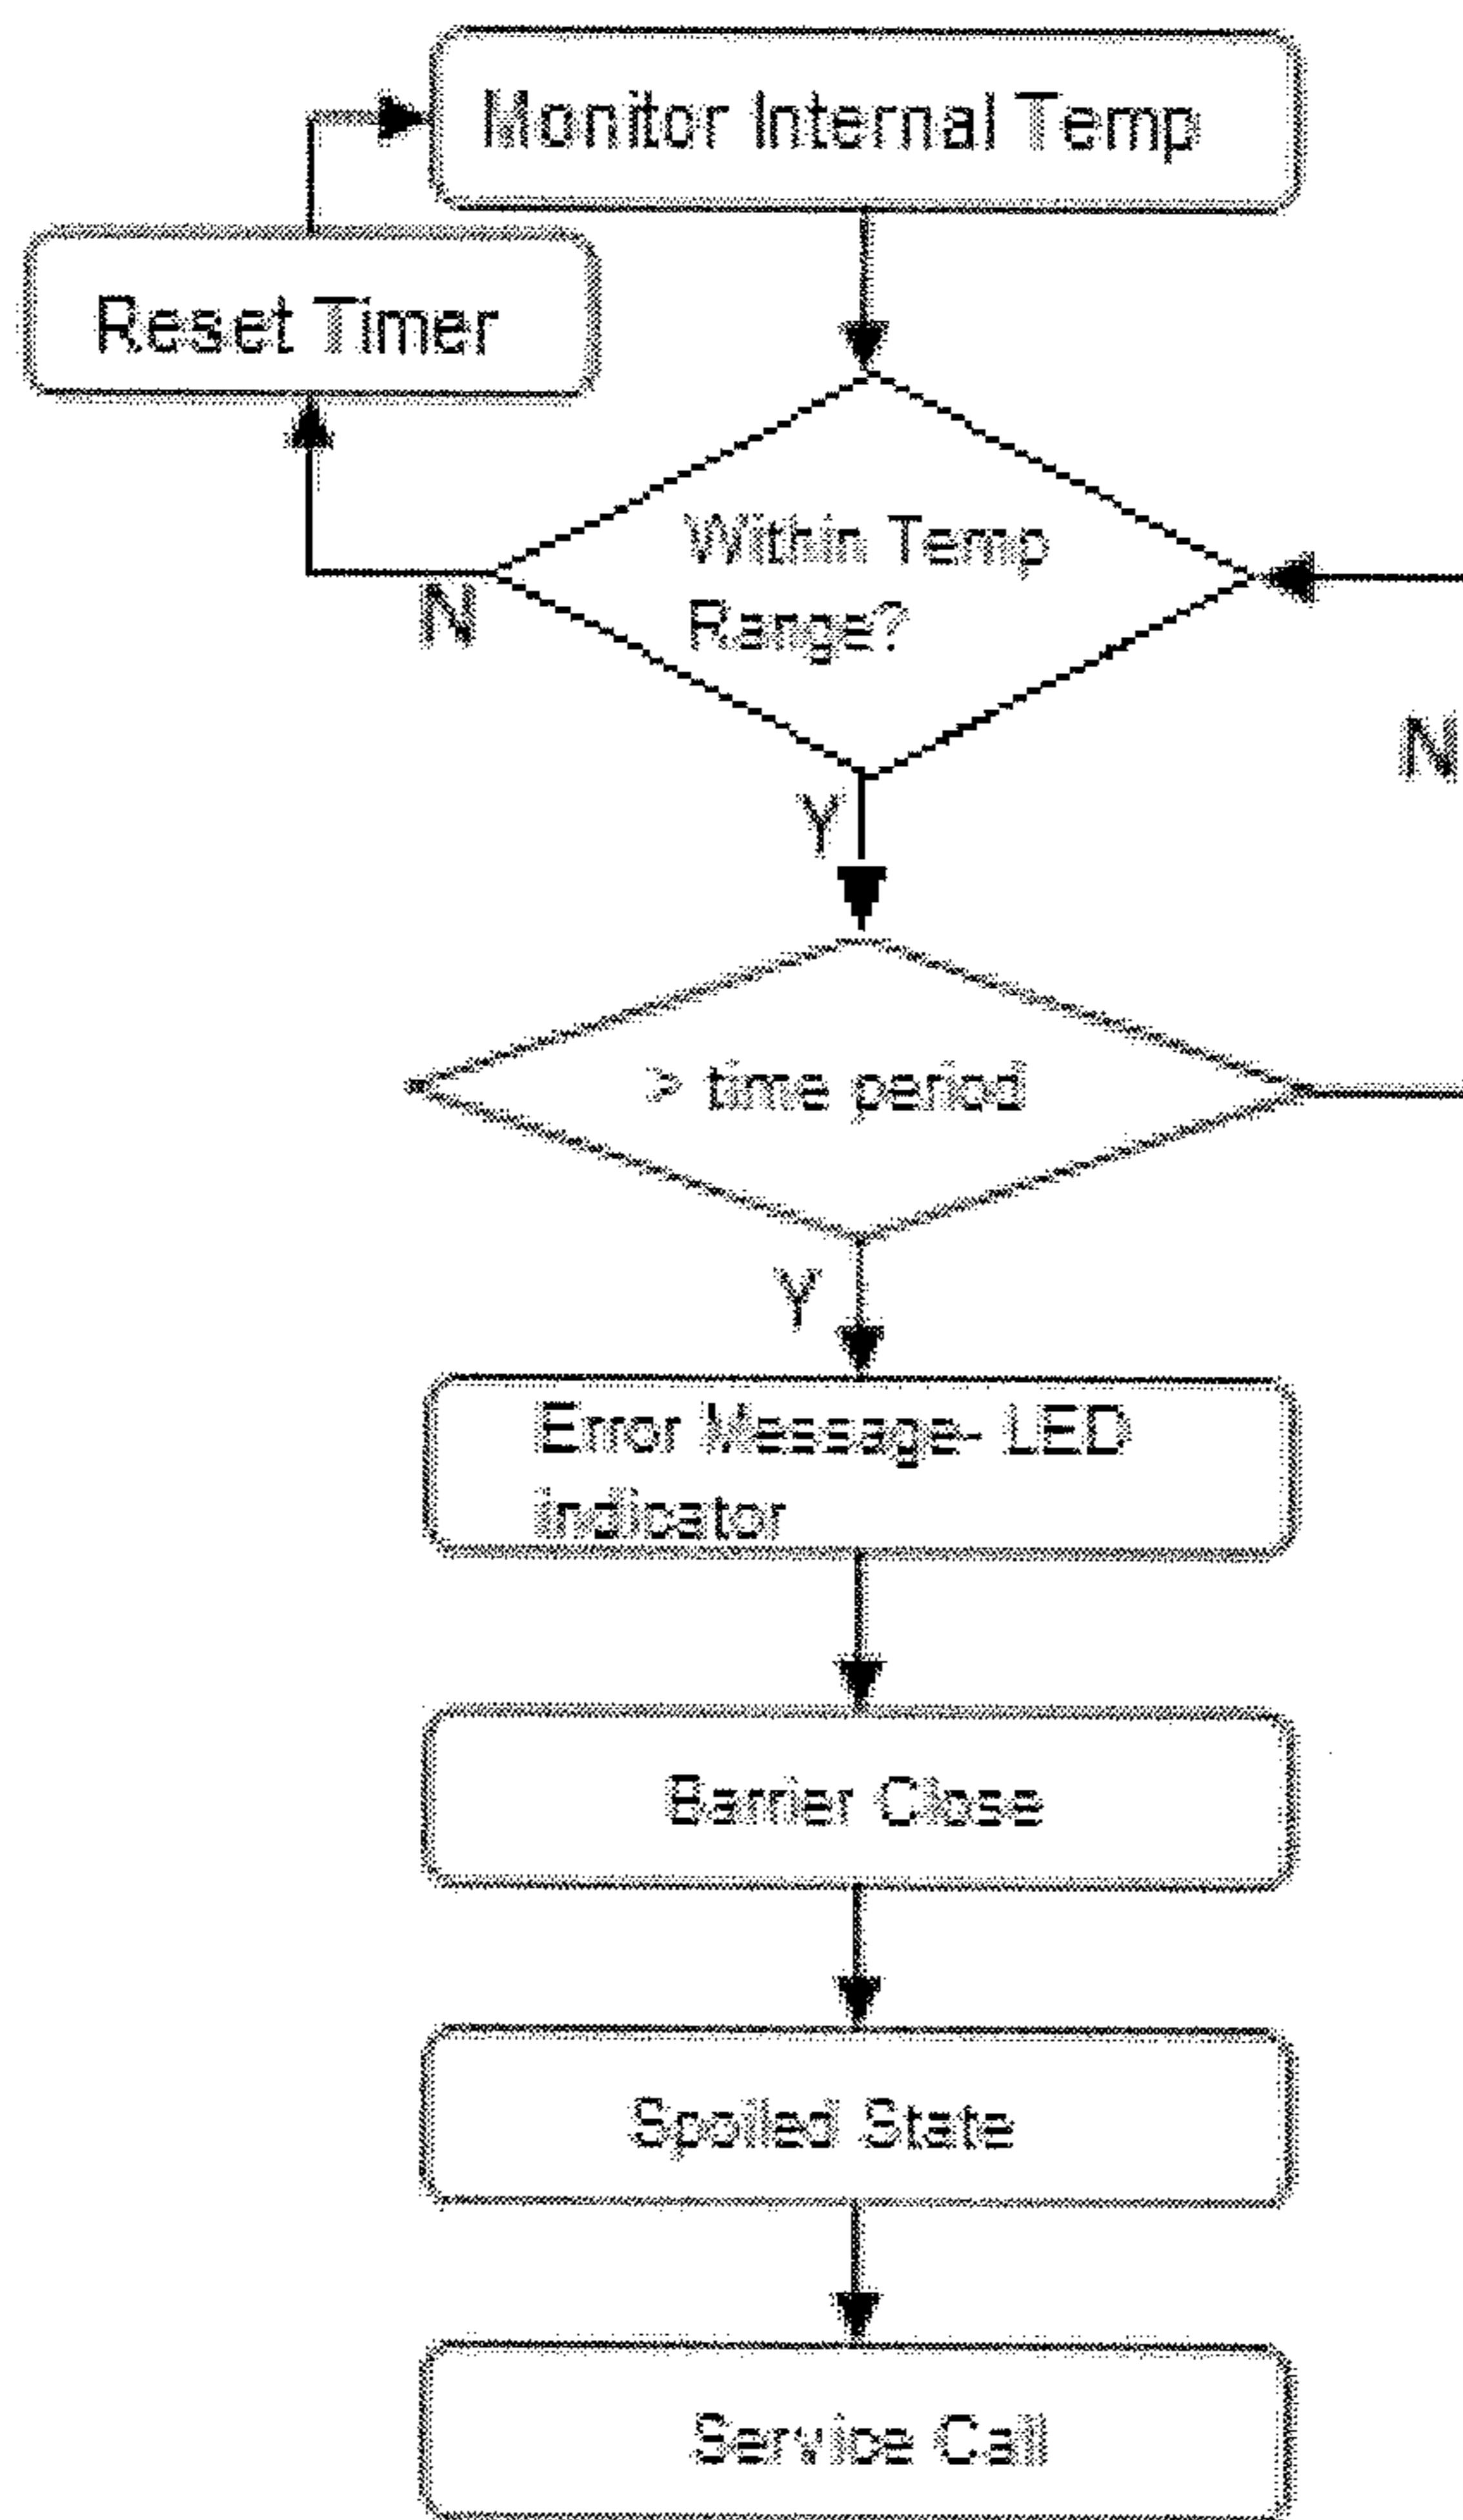 Monitor Internal Temp
Reset Timer
Within Temp
Range?
N
N
Y
> time period
Y
Error Message- LED
indicator
Barrier Close
Spoiled State
Service Call